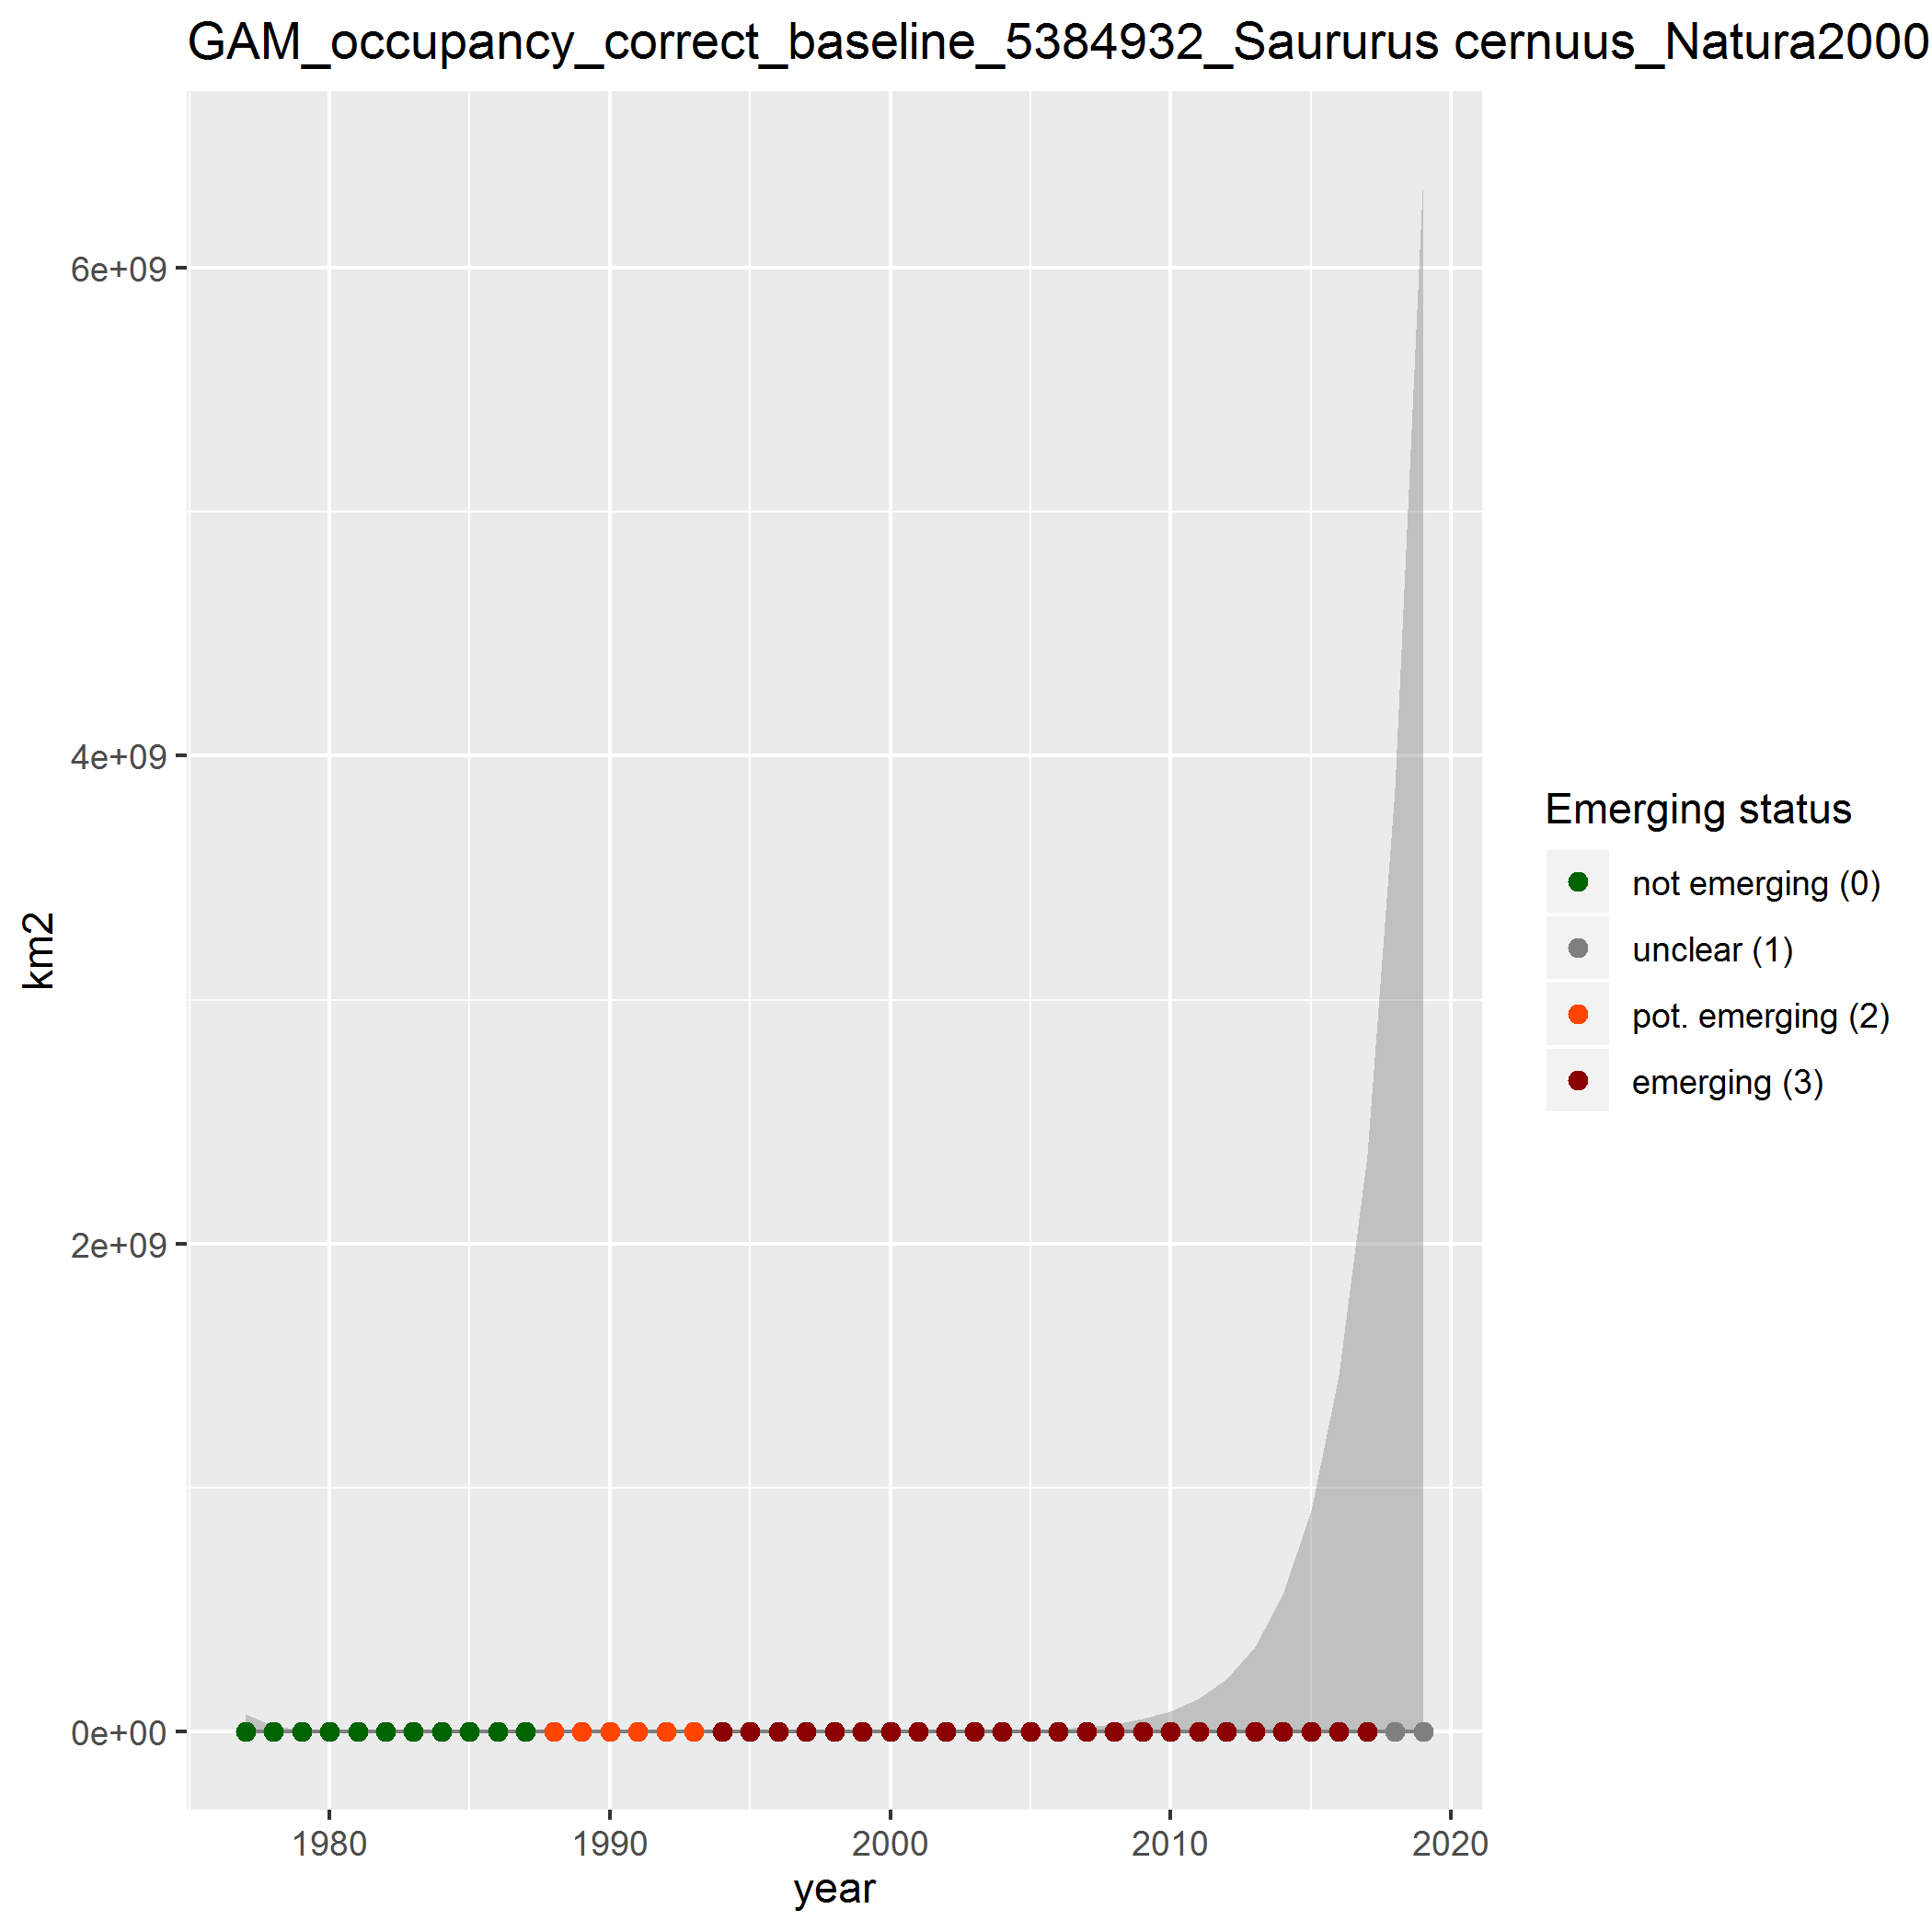 GAM_occupancy_correct_baseline_5384932_Saururus cernuus_Natura2000
6e+09
4e+09
2e+09
0e+00
km2
1980 1990 2000 2010 2020
year
Emerging status
not emerging (0)
unclear (1)
pot. emerging (2)
emerging (3)